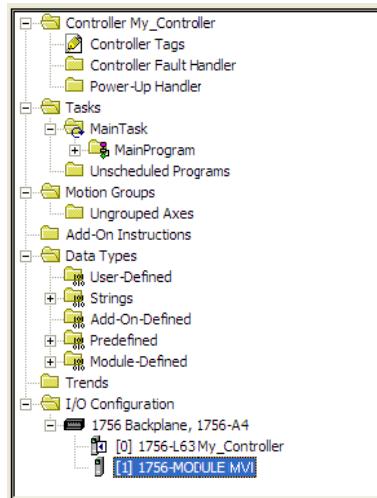 Controller My_Controller
Controller Tags
Controller Fault Handler
Power-Up Handler
Tasks
MainTask
MainProgram
Unscheduled Programs
Motion Groups
Ungrouped Axes
Add-On Instructions
Data Types
User-Defined
Strings
Add-On-Defined
Predefined
Module-Defined
Trends
I/O Configuration
1756 Backplane, 1756-A4
[0] 1756-L63 My_Controller
[1] 1756-MODULE MVI